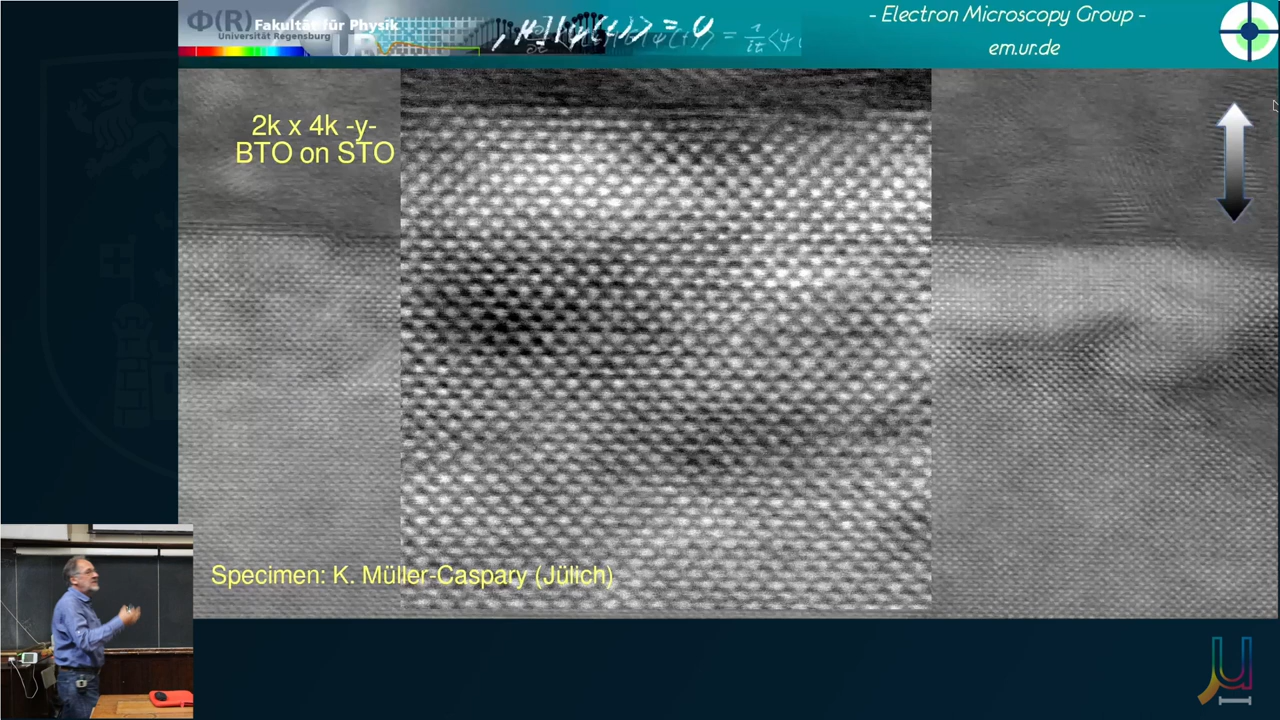 Φ(R) Fakultät für Physik
Universität Regensburg
UR
- Electron Microscopy Group -
em.ur.de
2k x 4k -y-
BTO on STO
Specimen: K. Müller-Caspary (Jülich)
μ